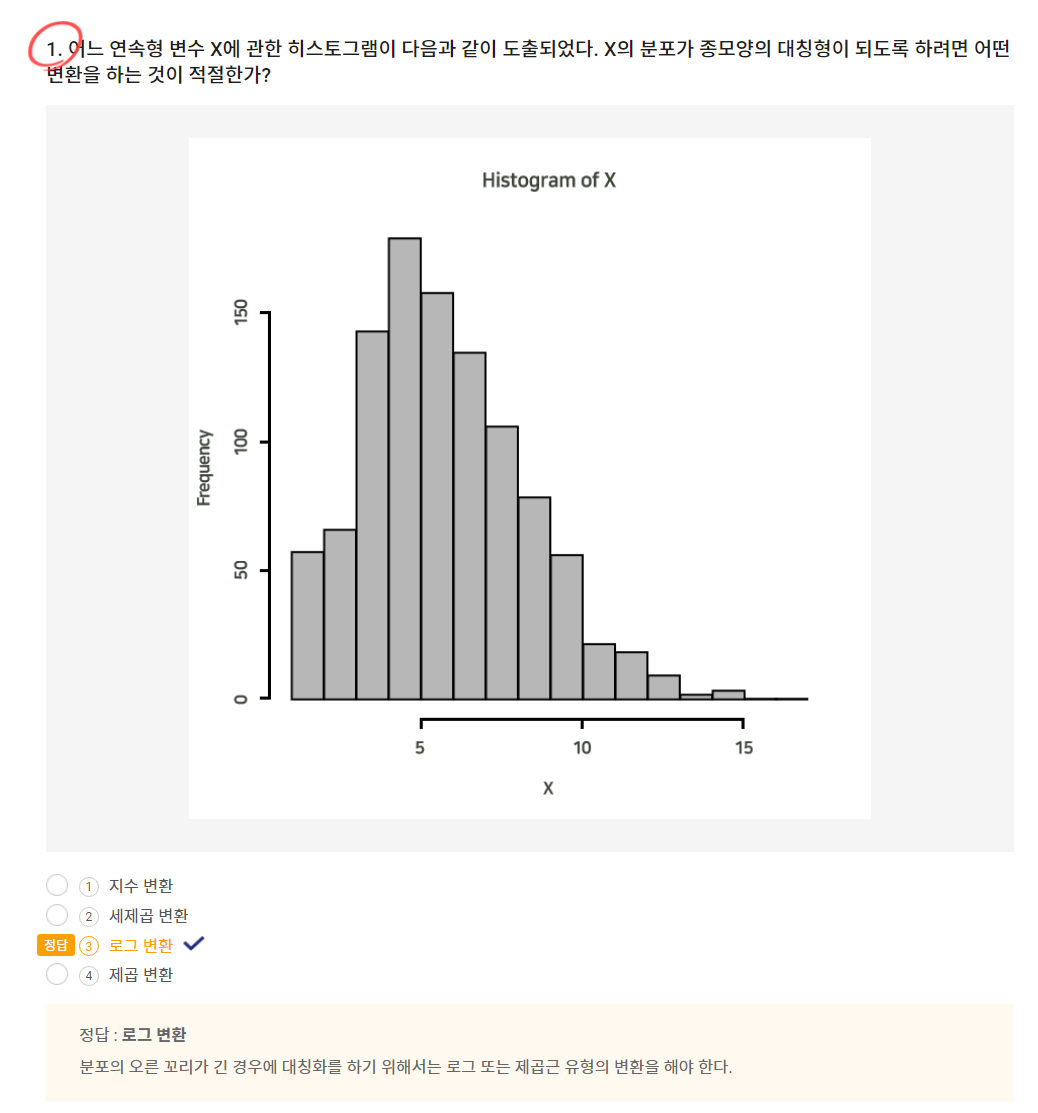 1. 어느 연속형 변수 X에 관한 히스토그램이 다음과 같이 도출되었다. X의 분포가 종모양의 대칭형이 되도록 하려면 어떤
변환을 하는 것이 적절한가?
Histogram of X
150
100
50
0
Frequency
5 10 15
X
1 지수 변환
2 세제곱 변환
정답 3 로그 변환
4 제곱 변환
정답 : 로그 변환
분포의 오른 꼬리가 긴 경우에 대칭화를 하기 위해서는 로그 또는 제곱근 유형의 변환을 해야 한다.